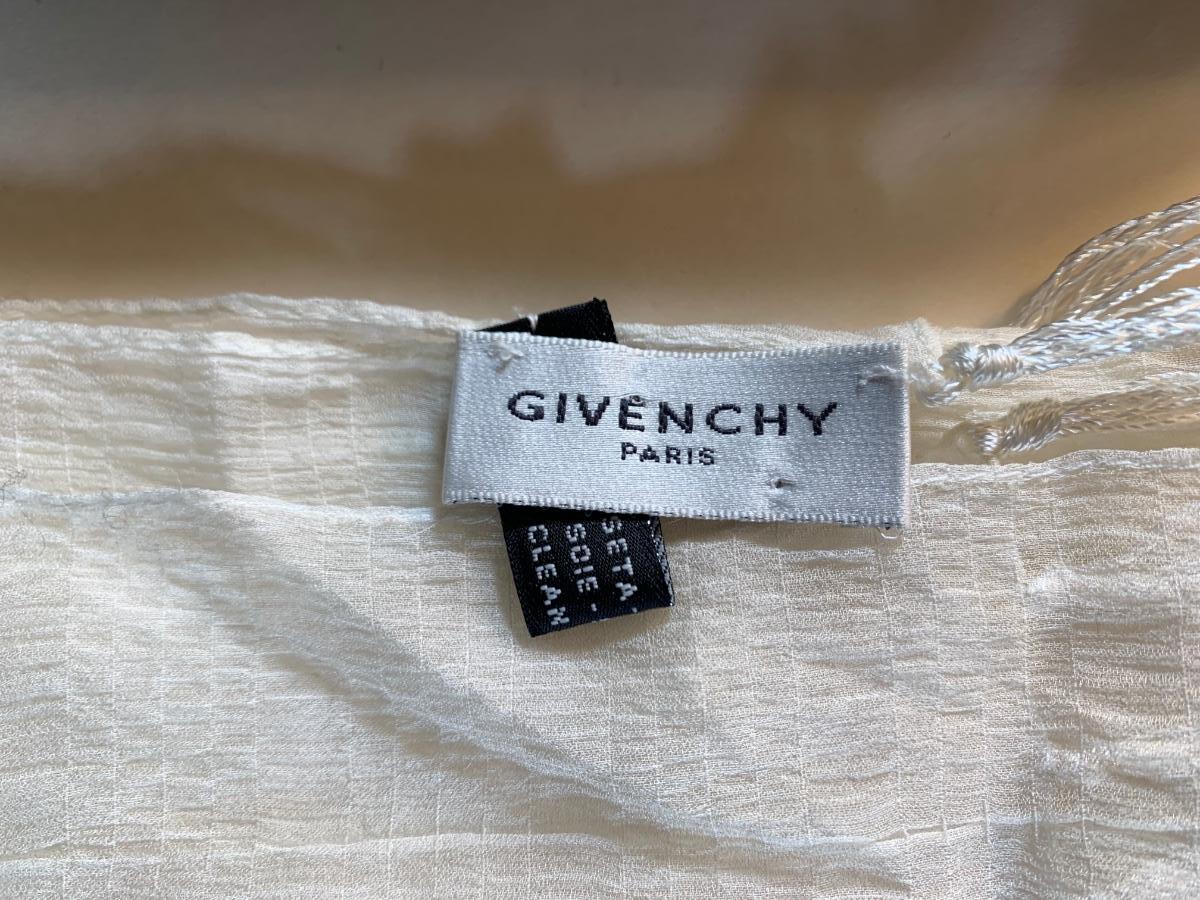 GIVENCHY
PARIS
SETA
SOIE -
CLEAN